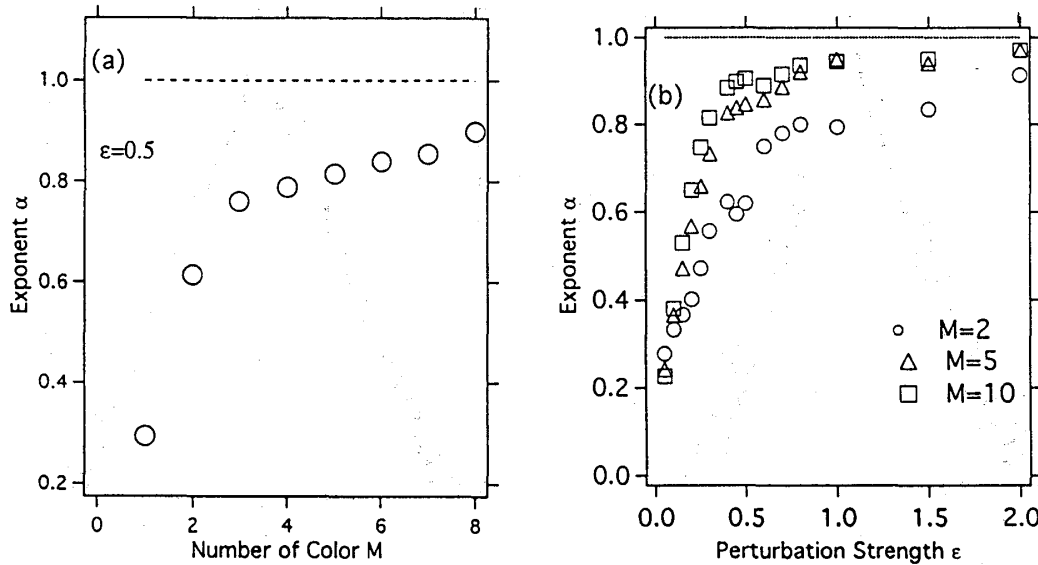 (a)
1.0
0.8
0.6
0.4
0.2
ε=0.5
Exponent α
0
2
4
6
8
Number of Color M
(b)
1.0
0.8
0.6
0.4
0.2
0.0
Exponent α
M=2
M=5
M=10
0.0
0.5
1.0
1.5
2.0
Perturbation Strength ε